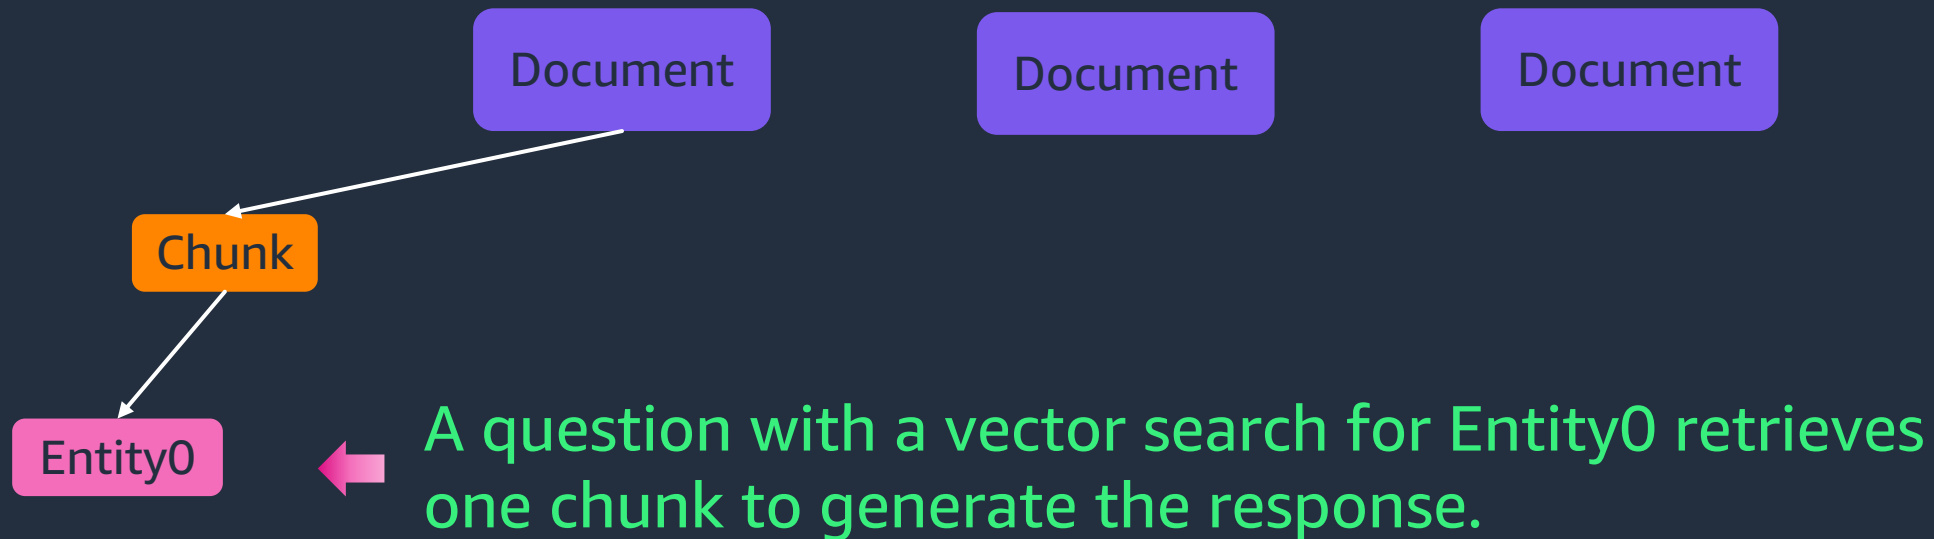 Document
Document
Document
Chunk
Entity0
A question with a vector search for Entity0 retrieves
one chunk to generate the response.